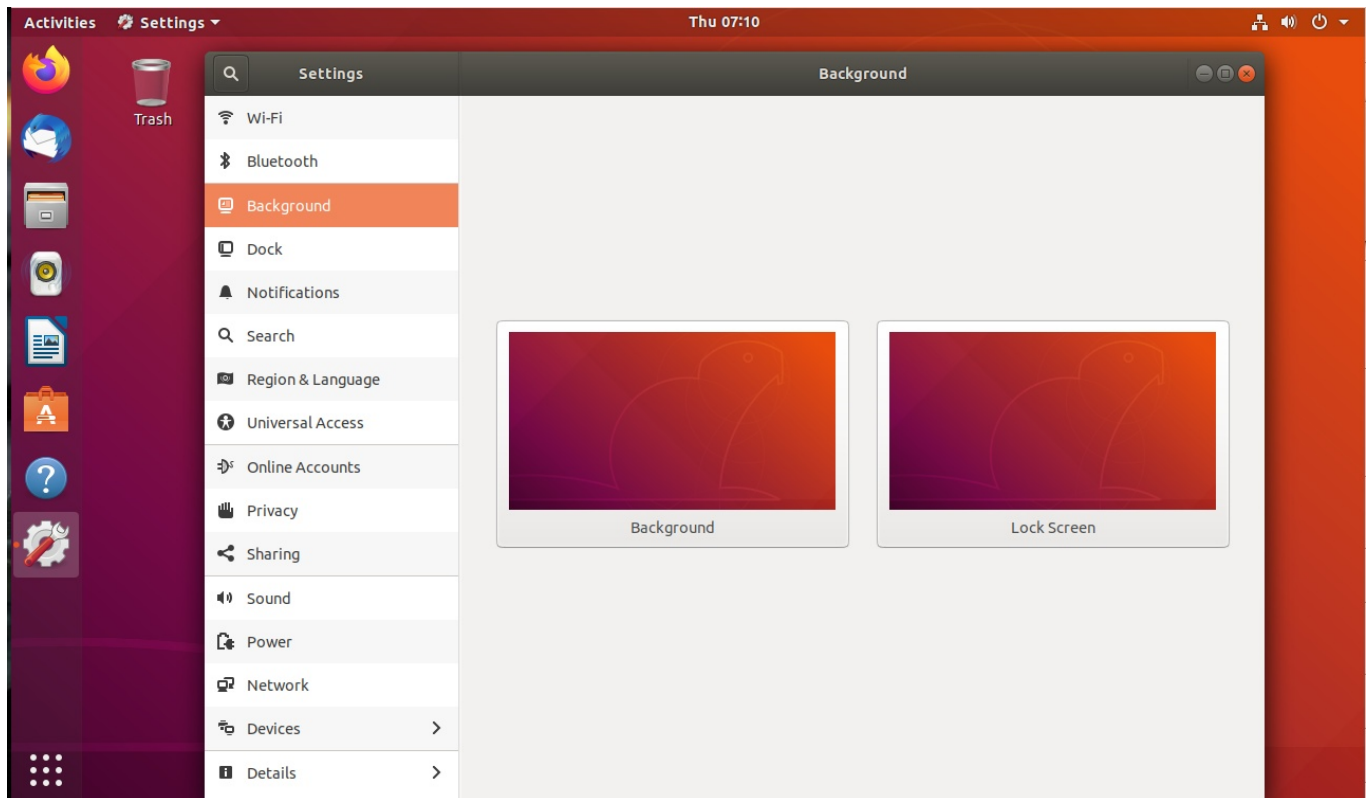 Activities Settings Thu 07:10
Trash
Settings Background
Wi-Fi
Bluetooth
Background
Dock
Notifications
Search
Region & Language
Universal Access
Online Accounts
Privacy
Sharing
Sound
Power
Network
Devices
Details
Background Lock Screen